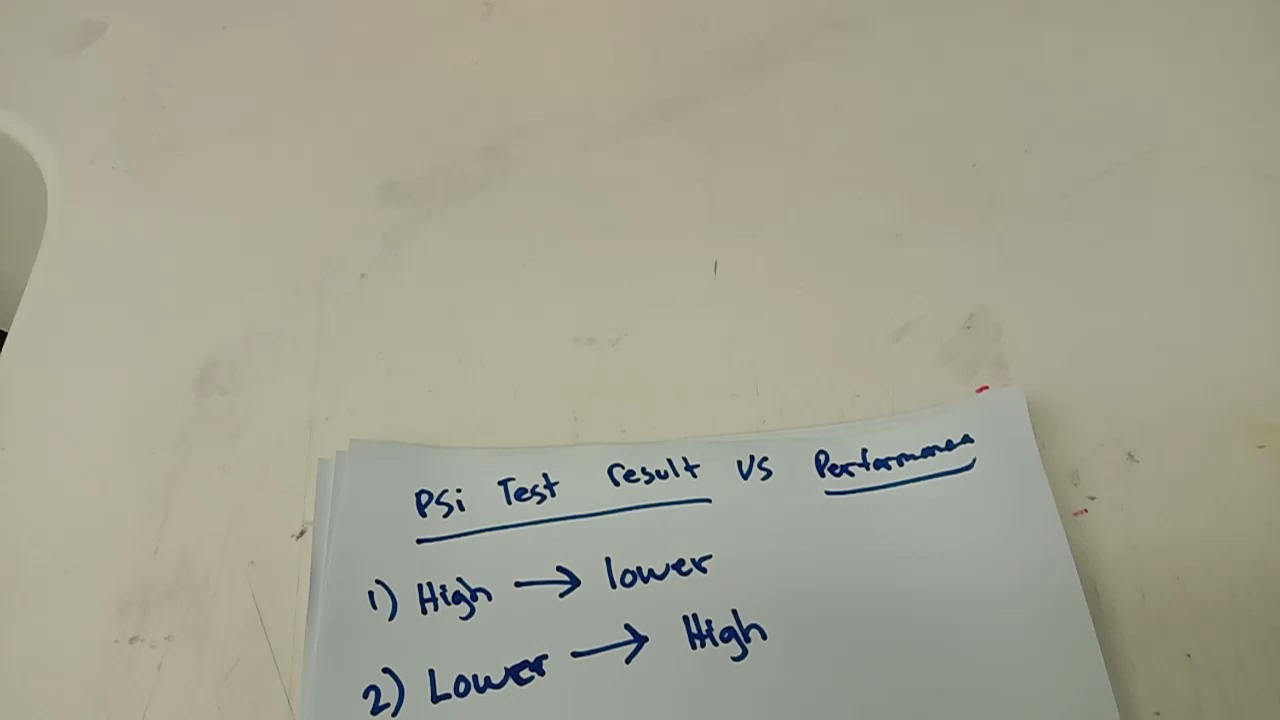 PSi Test result VS Performance
1) High → lower
2) Lower → High